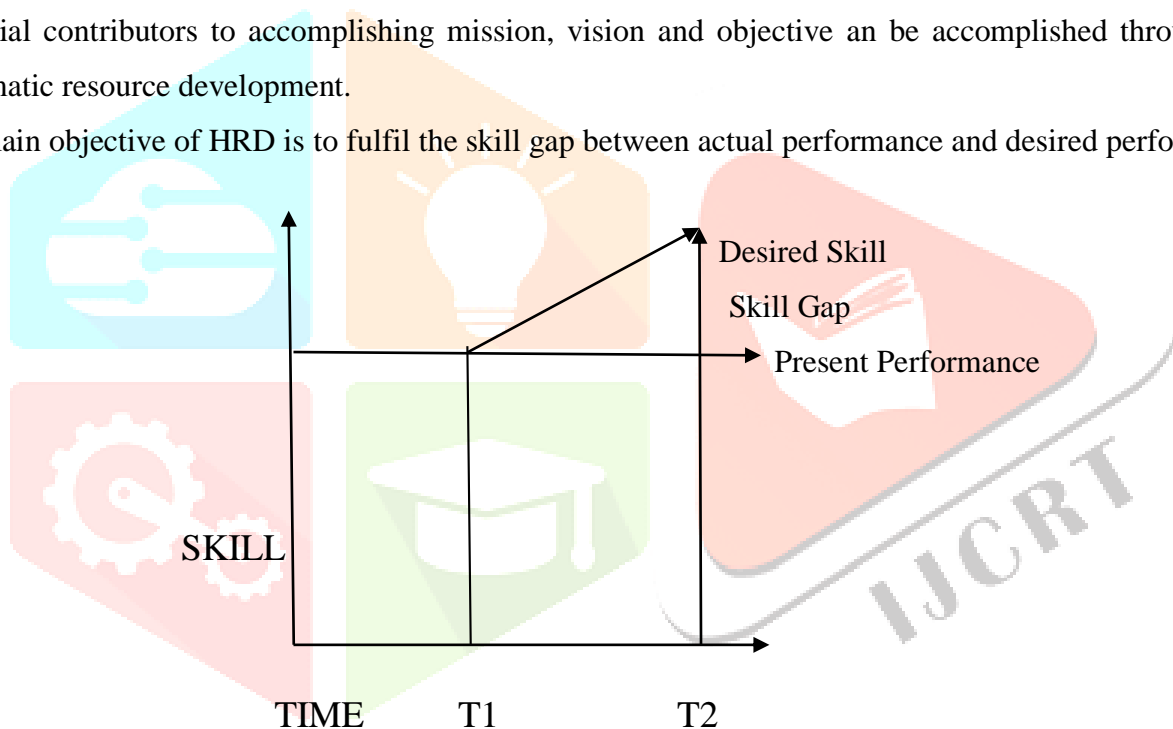 ial contributors to accomplishing mission, vision and objective an be accomplished thro
natic resource development.
ain objective of HRD is to fulfil the skill gap between actual performance and desired perfo
Desired Skill
Skill Gap
Present Performance
SKILL
IJCRT
TIME T1 T2